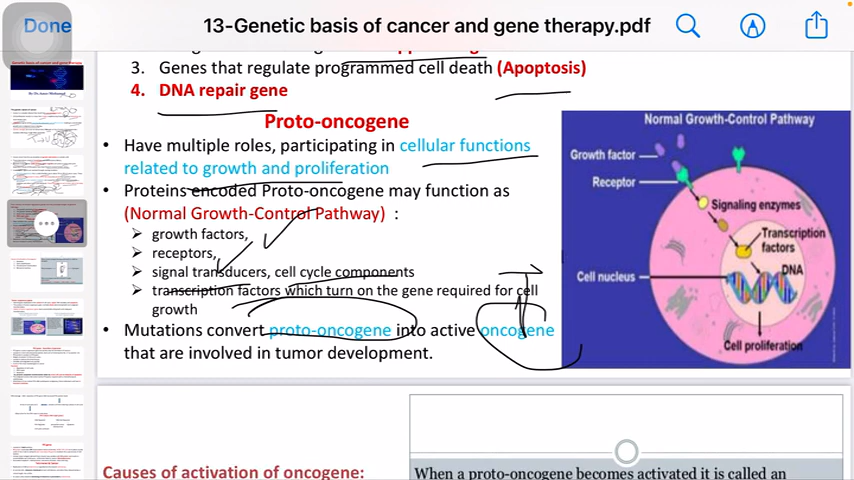 Done
13-Genetic basis of cancer and gene therapy.pdf
3. Genes that regulate programmed cell death (Apoptosis)
4. DNA repair gene
Proto-oncogene
• Have multiple roles, participating in cellular functions
related to growth and proliferation
• Proteins encoded Proto-oncogene may function as
(Normal Growth-Control Pathway) :
➢ growth factors,
➢ receptors,
➢ signal transducers, cell cycle components
➢ transcription factors which turn on the gene required for cell
growth
• Mutations convert proto-oncogene into active oncogene
that are involved in tumor development.
Normal Growth-Control Pathway
Growth factor
Receptor
Signaling enzymes
Transcription
factors
DNA
Cell nucleus
Cell proliferation
Causes of activation of oncogene:
When a proto-oncogene becomes activated it is called an